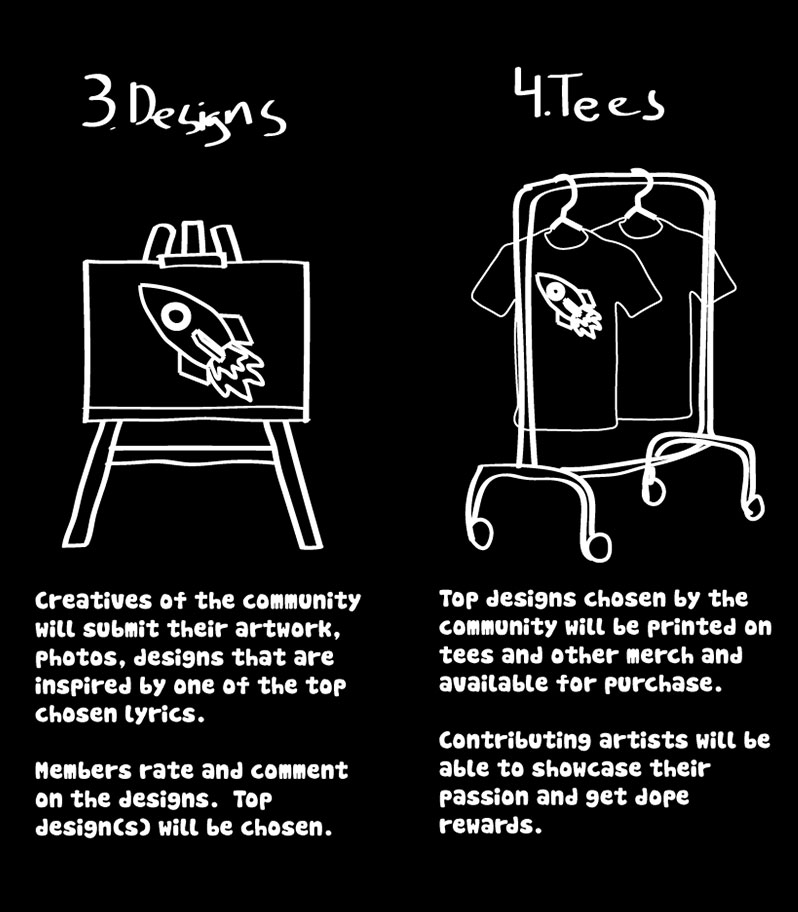 3. Designs
Creatives of the community
will submit their artwork,
photos, designs that are
inspired by one of the top
chosen lyrics.
Members rate and comment
on the designs. Top
design(s) will be chosen.
4. Tees
Top designs chosen by the
community will be printed on
tees and other merch and
available for purchase.
Contributing artists will be
able to showcase their
passion and get dope
rewards.